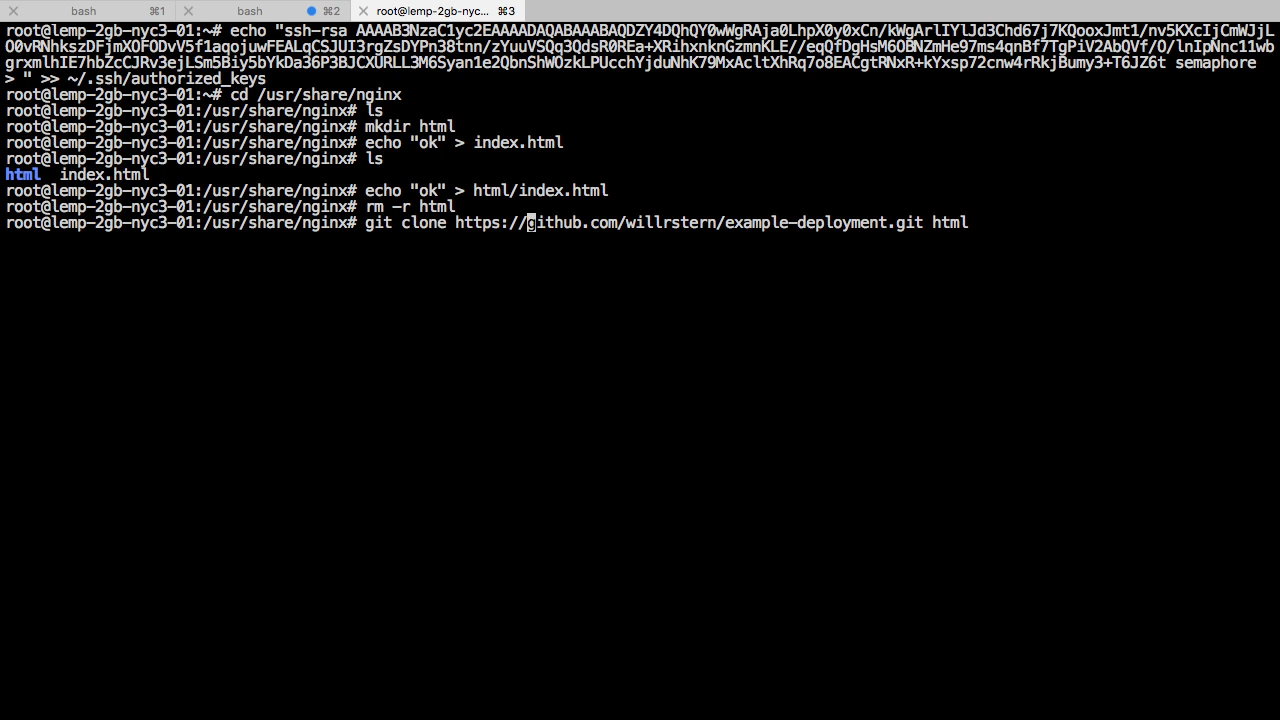 bash ⌘1 bash ⌘2 root@lemp-2gb-nyc... ⌘3
root@lemp-2gb-nyc3-01:~# echo "ssh-rsa AAAAB3NzaC1yc2EAAAADAQABAAABAQDZY4DQhQY0wWgRAja0LhpX0y0xCn/kWgArlIYlJd3Chd67j7KQooxJmt1/nv5KXcIjCmWJjL
O0vRNhkszDFjmXOFODvV5f1aqojuwFEALqCSJUI3rgZsDYPn38tnn/zYuuVSQq3QdsR0REa+XRihxnknGzmnKLE//eqQfDgHsM6OBNZmHe97ms4qnBf7TgPiV2AbQVf/O/lnIpNnc11wb
grxmlhIE7hbZcCJRv3ejLSm5Biy5bYkDa36P3BJCXURLL3M6Syan1e2QbnShWOzkLPUcchYjduNhK79MxAcltXhRq7o8EACgtRNxR+kYxsp72cnw4rRkjBumy3+T6JZ6t semaphore
> " >> ~/.ssh/authorized_keys
root@lemp-2gb-nyc3-01:~# cd /usr/share/nginx
root@lemp-2gb-nyc3-01:/usr/share/nginx# ls
root@lemp-2gb-nyc3-01:/usr/share/nginx# mkdir html
root@lemp-2gb-nyc3-01:/usr/share/nginx# echo "ok" > index.html
root@lemp-2gb-nyc3-01:/usr/share/nginx# ls
html index.html
root@lemp-2gb-nyc3-01:/usr/share/nginx# echo "ok" > html/index.html
root@lemp-2gb-nyc3-01:/usr/share/nginx# rm -r html
root@lemp-2gb-nyc3-01:/usr/share/nginx# git clone https://github.com/willrstern/example-deployment.git html